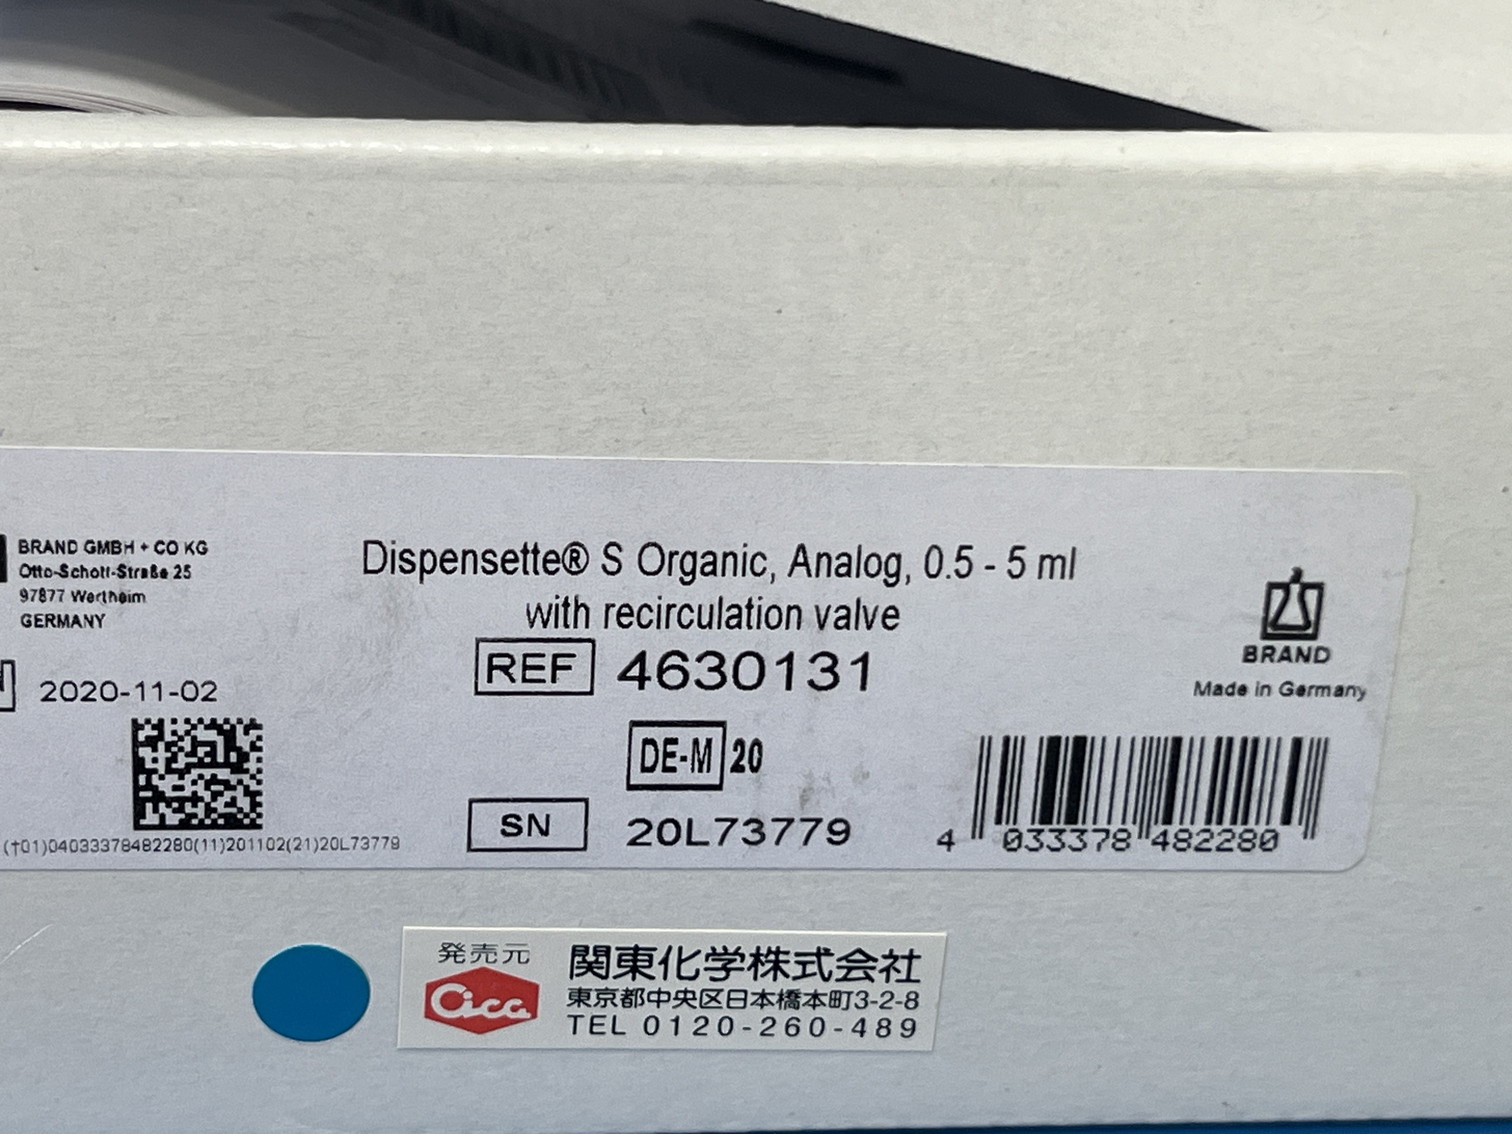 BRAND GMBH + CO KG
Otto-Schott-Straße 25
97877 Wertheim
GERMANY
2020-11-02
(†01)04033378482280(11)201102(21)20L73779
Dispensette® S Organic, Analog, 0.5 - 5 ml
with recirculation valve
REF 4630131
DE-M 20
SN 20L73779
BRAND
Made in Germany
4 033378 482280
発売元
Cica
関東化学株式会社
東京都中央区日本橋本町3-2-8
TEL 0120-260-489